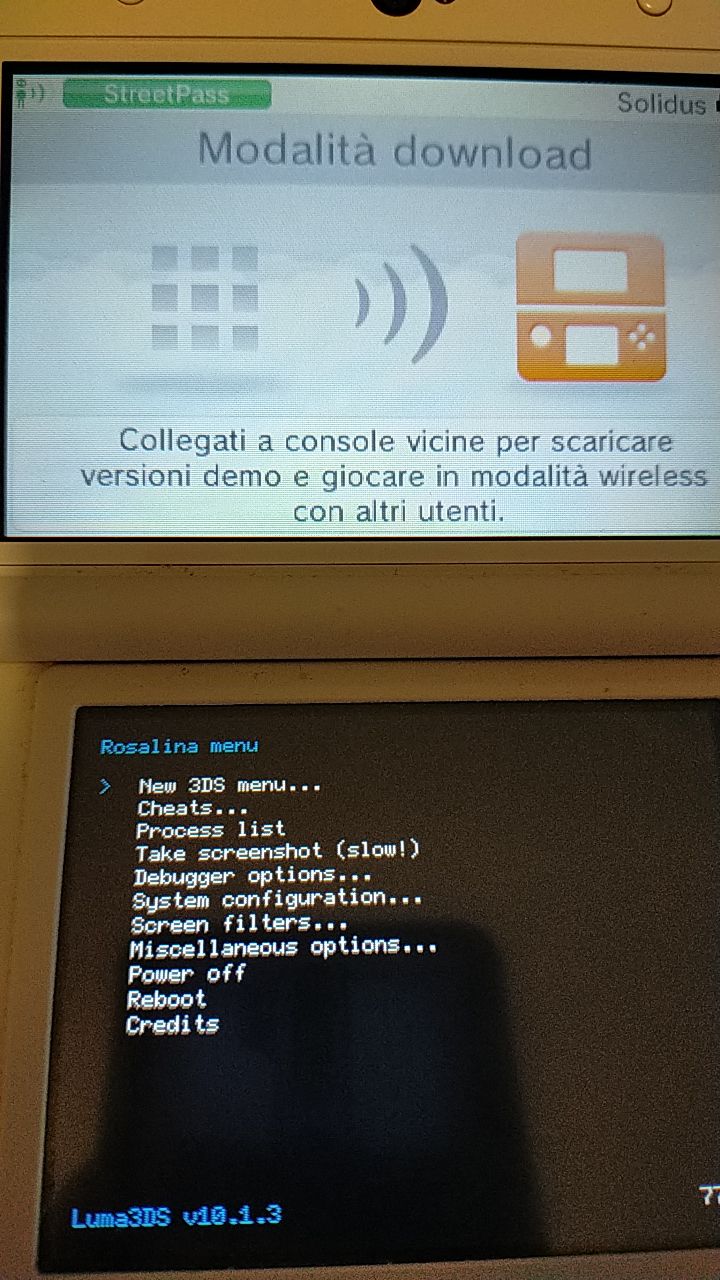 StreetPass
Solidus
Modalità download
Collegati a console vicine per scaricare
versioni demo e giocare in modalità wireless
con altri utenti.
Rosalina menu
> New 3DS menu...
Cheats...
Process list
Take screenshot (slow!)
Debugger options...
System configuration...
Screen filters...
Miscellaneous options...
Power off
Reboot
Credits
Luma3DS v10.1.3